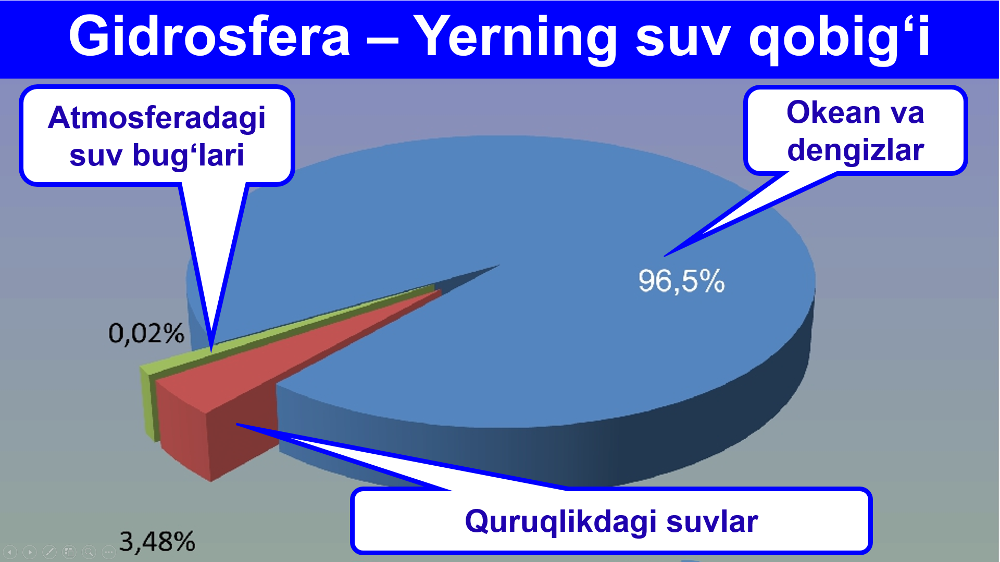 Gidrosfera – Yerning suv qobig‘i
Atmosferadagi
suv bug‘lari
Okean va
dengizlar
96,5%
0,02%
Quruqlikdagi suvlar
3,48%